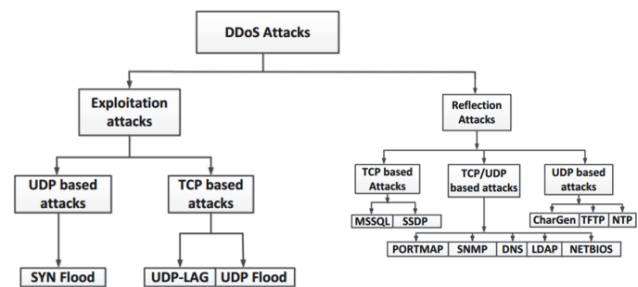 DDoS Attacks
Exploitation
attacks
Reflection
Attacks
UDP based
attacks
TCP based
attacks
TCP based
Attacks
TCP/UDP
based attacks
UDP based
attacks
MSSQL SSDP
CharGen TFTP NTP
PORTMAP SNMP DNS LDAP NETBIOS
SYN Flood
UDP-LAG UDP Flood